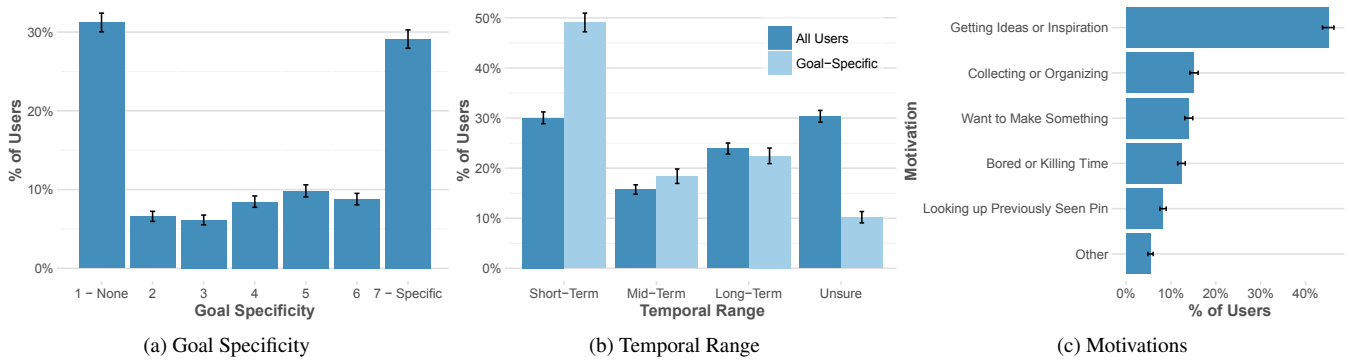 30%
20%
10%
0%
% of Users
1 − None 2 3 4 5 6 7 − Specific
Goal Specificity
(a) Goal Specificity
50%
40%
30%
20%
10%
0%
% of Users
All Users
Goal−Specific
Short−Term Mid−Term Long−Term Unsure
Temporal Range
(b) Temporal Range
Motivation
Getting Ideas or Inspiration
Collecting or Organizing
Want to Make Something
Bored or Killing Time
Looking up Previously Seen Pin
Other
0% 10% 20% 30% 40%
% of Users
(c) Motivations